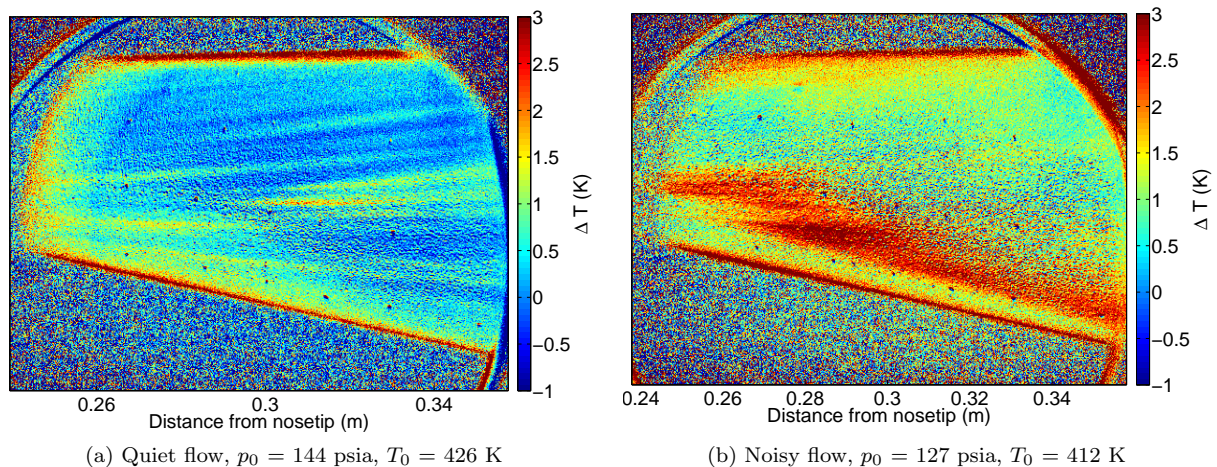 3
2.5
2
1.5
1
0.5
0
−0.5
−1
Δ T (K)
0.26 0.3 0.34
Distance from nosetip (m)
(a) Quiet flow, p0 = 144 psia, T0 = 426 K
3
2.5
2
1.5
1
0.5
0
−0.5
−1
Δ T (K)
0.24 0.26 0.28 0.3 0.32 0.34
Distance from nosetip (m)
(b) Noisy flow, p0 = 127 psia, T0 = 412 K